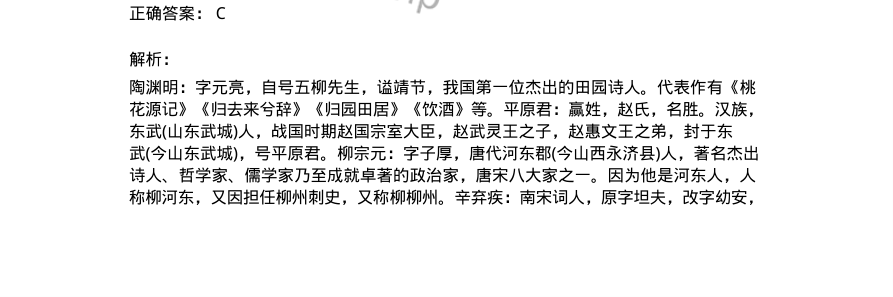 正确答案： C
解析：
陶渊明：字元亮，自号五柳先生，谥靖节，我国第一位杰出的田园诗人。代表作有《桃
花源记》《归去来兮辞》《归园田居》《饮酒》等。平原君：赢姓，赵氏，名胜。汉族，
东武(山东武城)人，战国时期赵国宗室大臣，赵武灵王之子，赵惠文王之弟，封于东
武(今山东武城)，号平原君。柳宗元：字子厚，唐代河东郡(今山西永济县)人，著名杰出
诗人、哲学家、儒学家乃至成就卓著的政治家，唐宋八大家之一。因为他是河东人，人
称柳河东，又因担任柳州刺史，又称柳柳州。辛弃疾：南宋词人，原字坦夫，改字幼安，